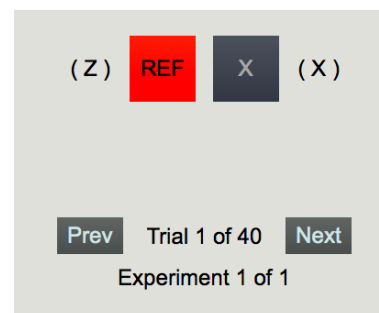 ( Z ) REF X ( X )
Prev Trial 1 of 40 Next
Experiment 1 of 1